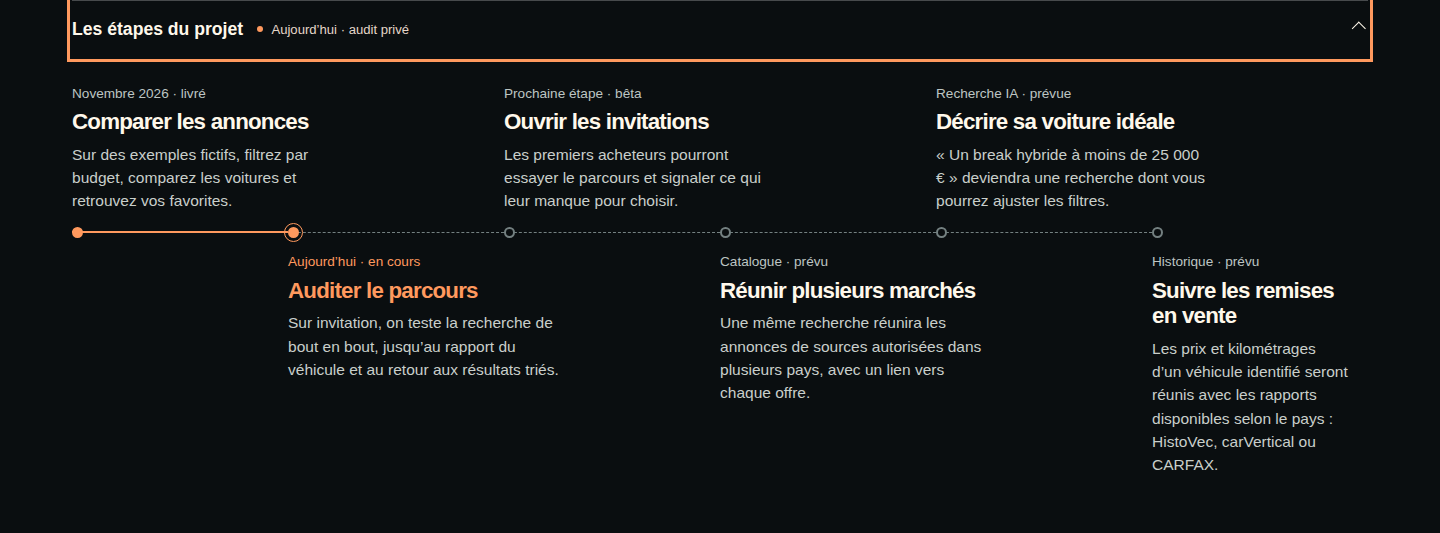 Les étapes du projet
Aujourd’hui · audit privé
Novembre 2026 · livré
Comparer les annonces
Sur des exemples fictifs, filtrez par
budget, comparez les voitures et
retrouvez vos favorites.
Prochaine étape · bêta
Ouvrir les invitations
Les premiers acheteurs pourront
essayer le parcours et signaler ce qui
leur manque pour choisir.
Recherche IA · prévue
Décrire sa voiture idéale
« Un break hybride à moins de 25 000
€ » deviendra une recherche dont vous
pourrez ajuster les filtres.
Aujourd’hui · en cours
Auditer le parcours
Sur invitation, on teste la recherche de
bout en bout, jusqu’au rapport du
véhicule et au retour aux résultats triés.
Catalogue · prévu
Réunir plusieurs marchés
Une même recherche réunira les
annonces de sources autorisées dans
plusieurs pays, avec un lien vers
chaque offre.
Historique · prévu
Suivre les remises
en vente
Les prix et kilométrages
d’un véhicule identifié seront
réunis avec les rapports
disponibles selon le pays :
HistoVec, carVertical ou
CARFAX.